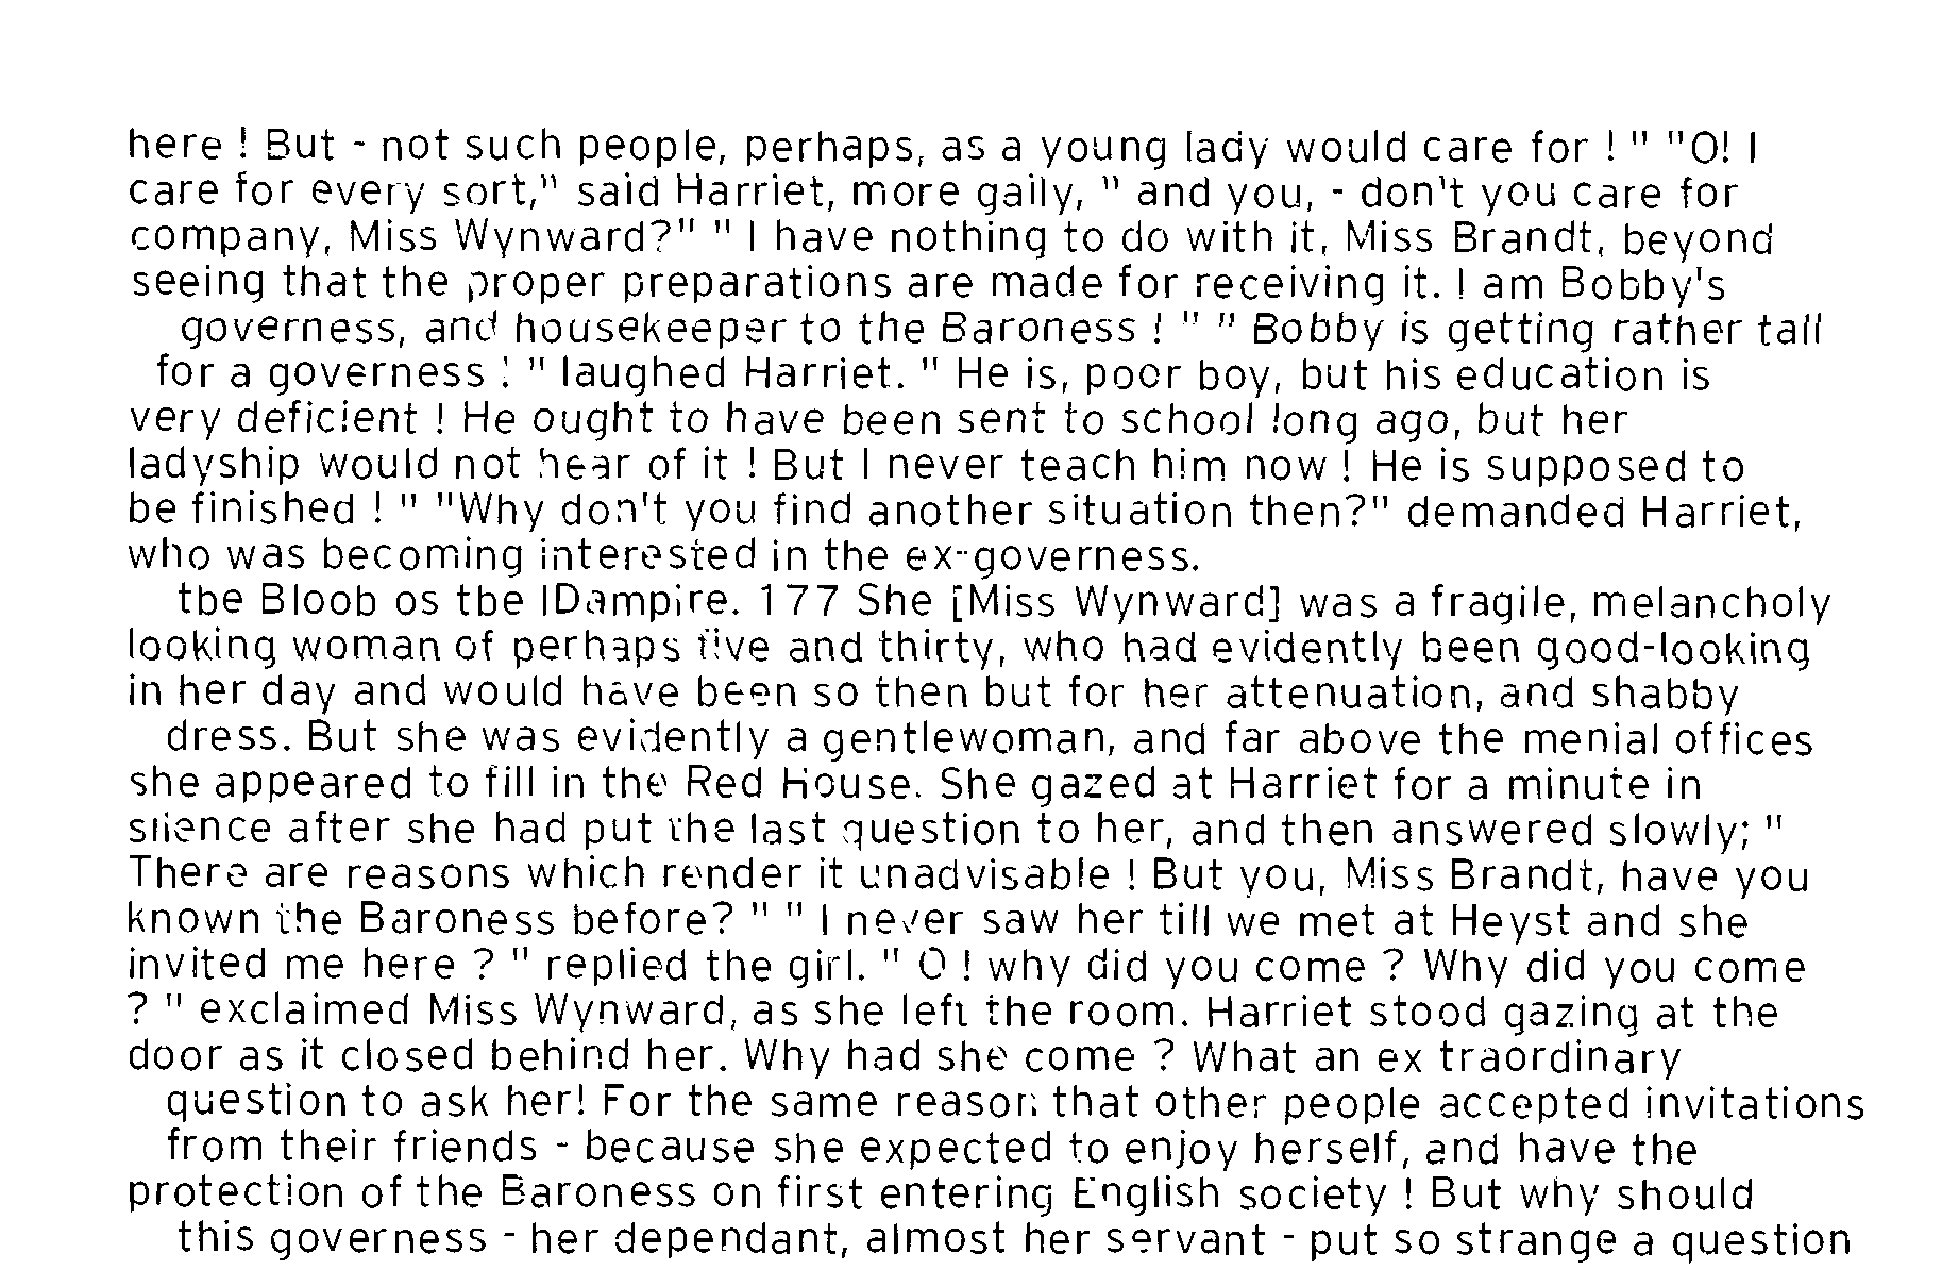 here ! But - not such people, perhaps, as a young lady would care for ! " "O! I
care for every sort," said Harriet, more gaily, " and you, - don't you care for
company, Miss Wynward?" " I have nothing to do with it, Miss Brandt, beyond
seeing that the proper preparations are made for receiving it. I am Bobby's
governess, and housekeeper to the Baroness ! " " Bobby is getting rather tall
for a governess ! " laughed Harriet. " He is, poor boy, but his education is
very deficient ! He ought to have been sent to school long ago, but her
ladyship would not hear of it ! But I never teach him now ! He is supposed to
be finished ! " "Why don't you find another situation then?" demanded Harriet,
who was becoming interested in the ex-governess.
tbe Bloob os tbe IDampire. 177 She [Miss Wynward] was a fragile, melancholy
looking woman of perhaps five and thirty, who had evidently been good-looking
in her day and would have been so then but for her attenuation, and shabby
dress. But she was evidently a gentlewoman, and far above the menial offices
she appeared to fill in the Red House. She gazed at Harriet for a minute in
silence after she had put the last question to her, and then answered slowly; "
There are reasons which render it unadvisable ! But you, Miss Brandt, have you
known the Baroness before? " " I never saw her till we met at Heyst and she
invited me here ? " replied the girl. " O ! why did you come ? Why did you come
? " exclaimed Miss Wynward, as she left the room. Harriet stood gazing at the
door as it closed behind her. Why had she come ? What an ex traordinary
question to ask her! For the same reason that other people accepted invitations
from their friends - because she expected to enjoy herself, and have the
protection of the Baroness on first entering English society ! But why should
this governess - her dependant, almost her servant - put so strange a question